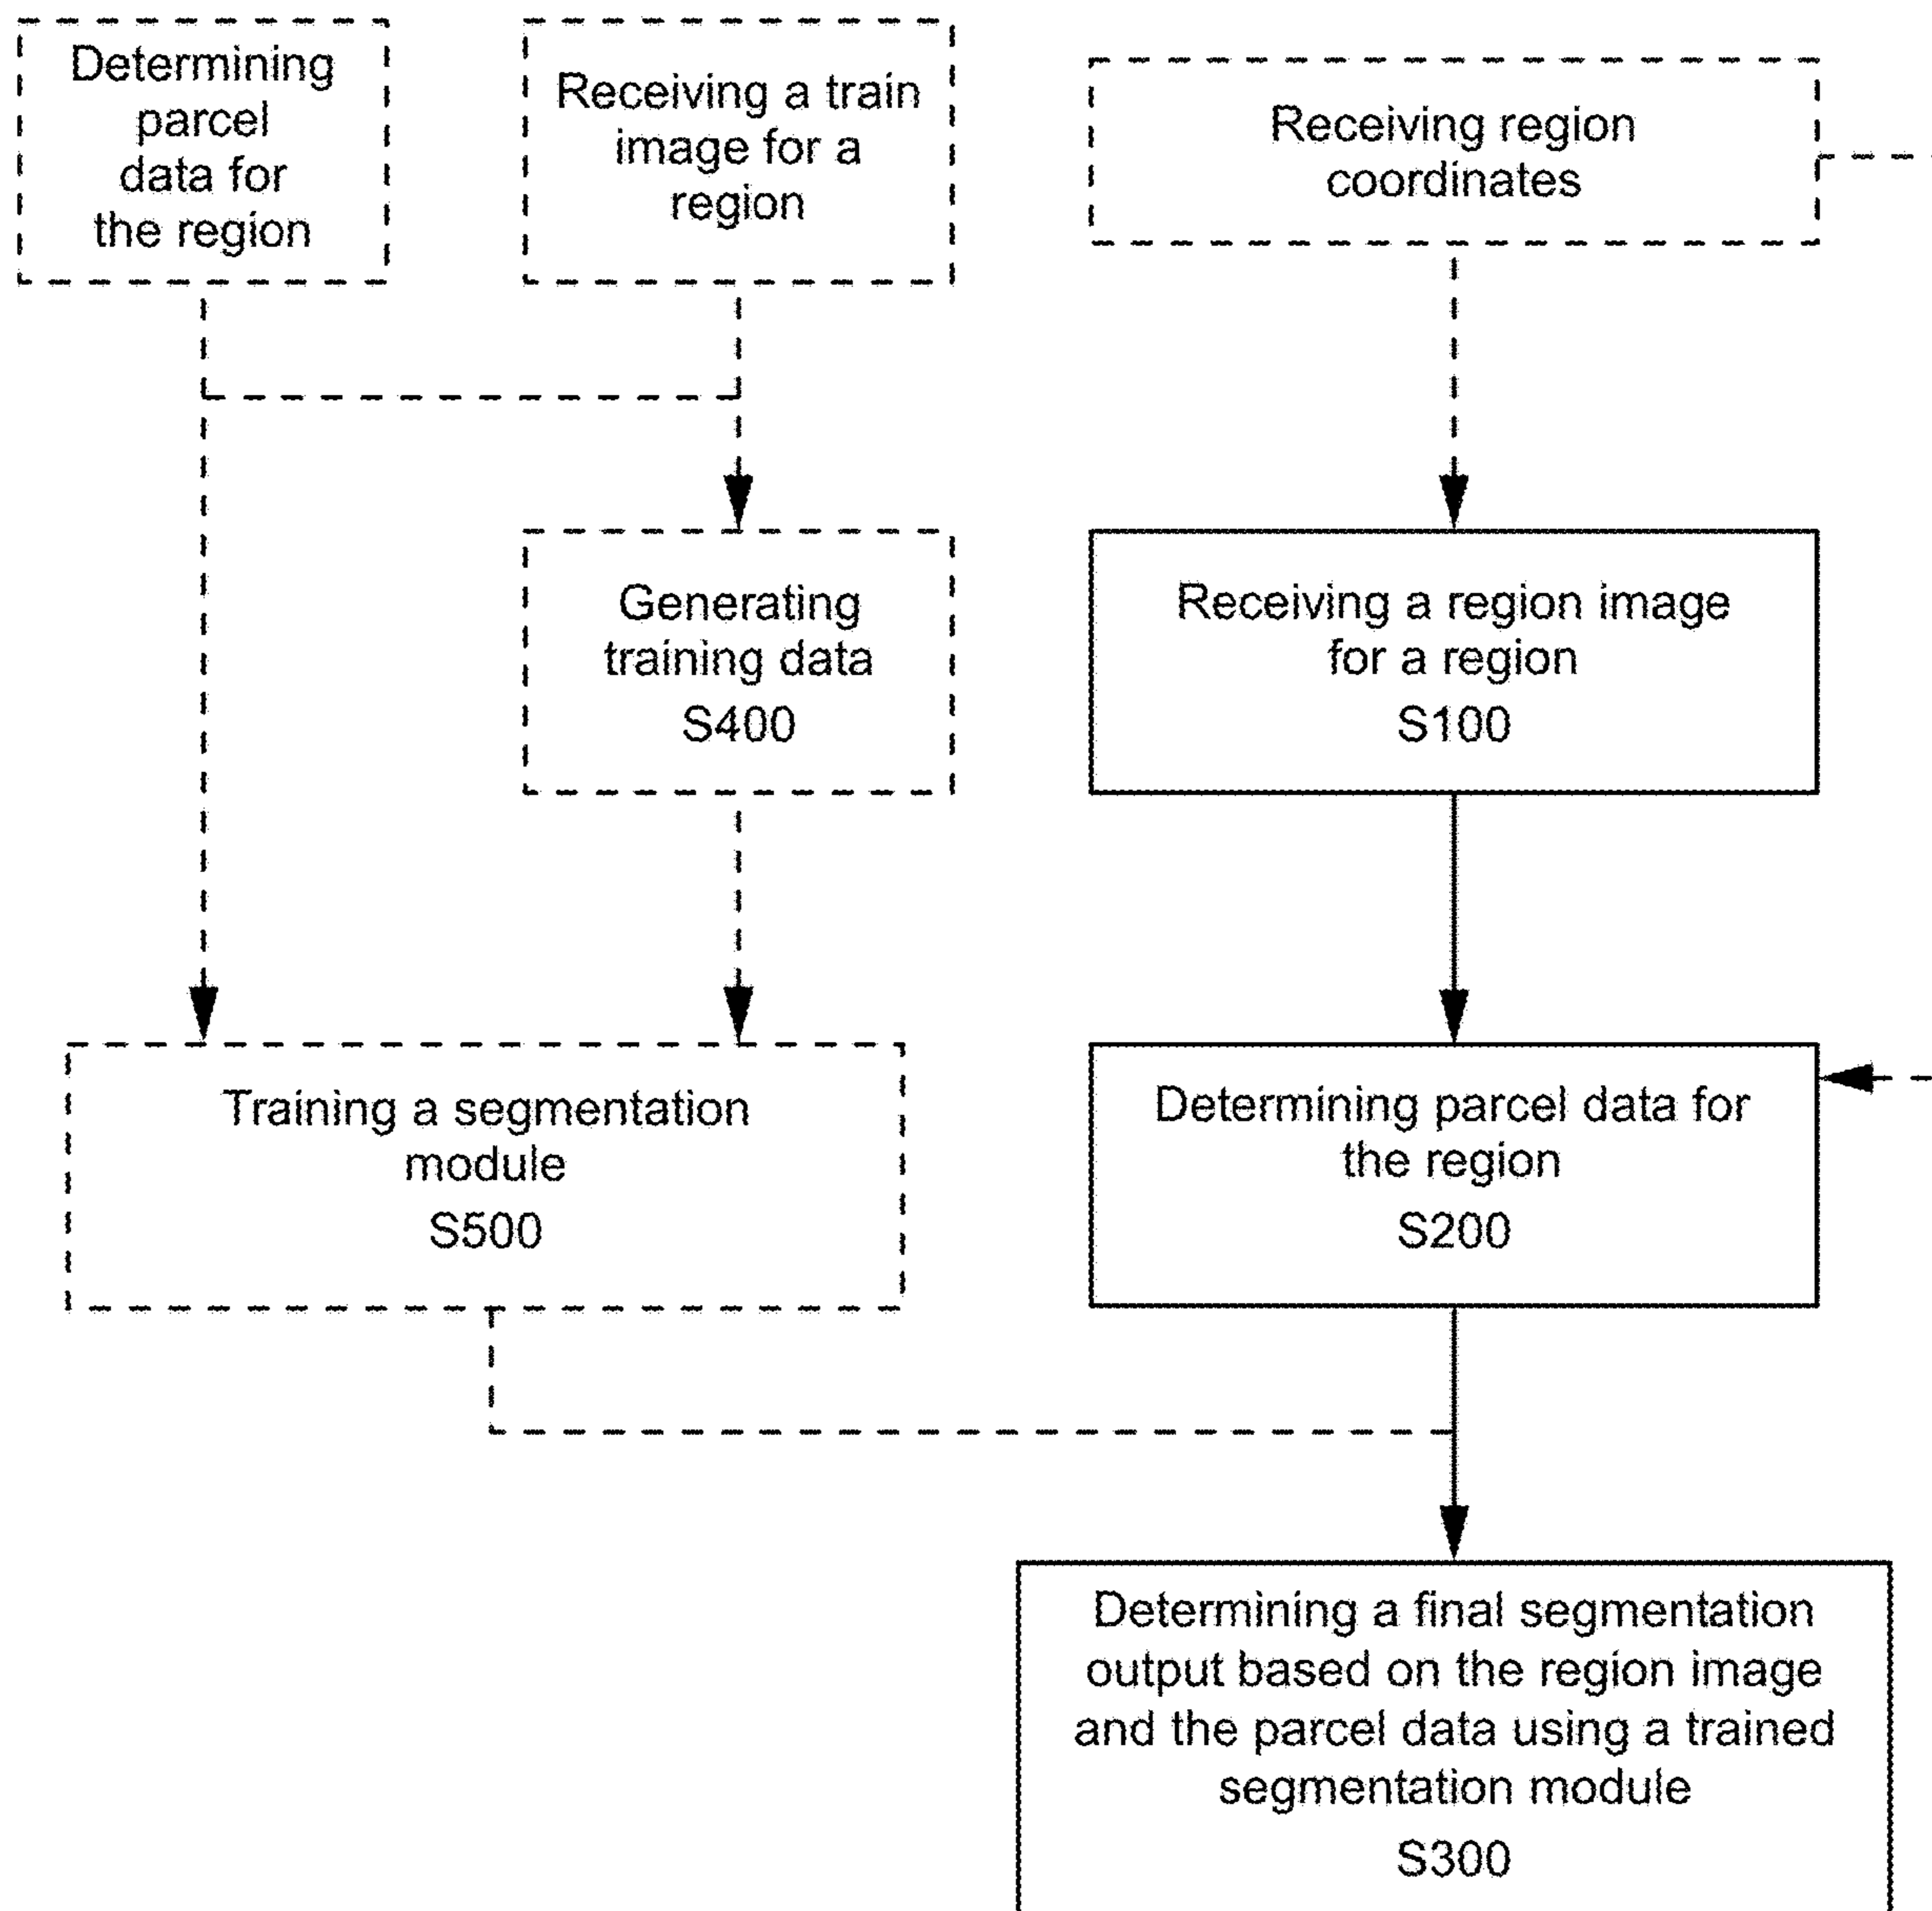 Determining
parcel
data for
the region
Receiving a train
image for a
region
Receiving region
coordinates
Generating
training data
S400
Receiving a region image
for a region
S100
Training a segmentation
module
S500
Determining parcel data for
the region
S200
Determining a final segmentation
output based on the region image
and the parcel data using a trained
segmentation module
S300